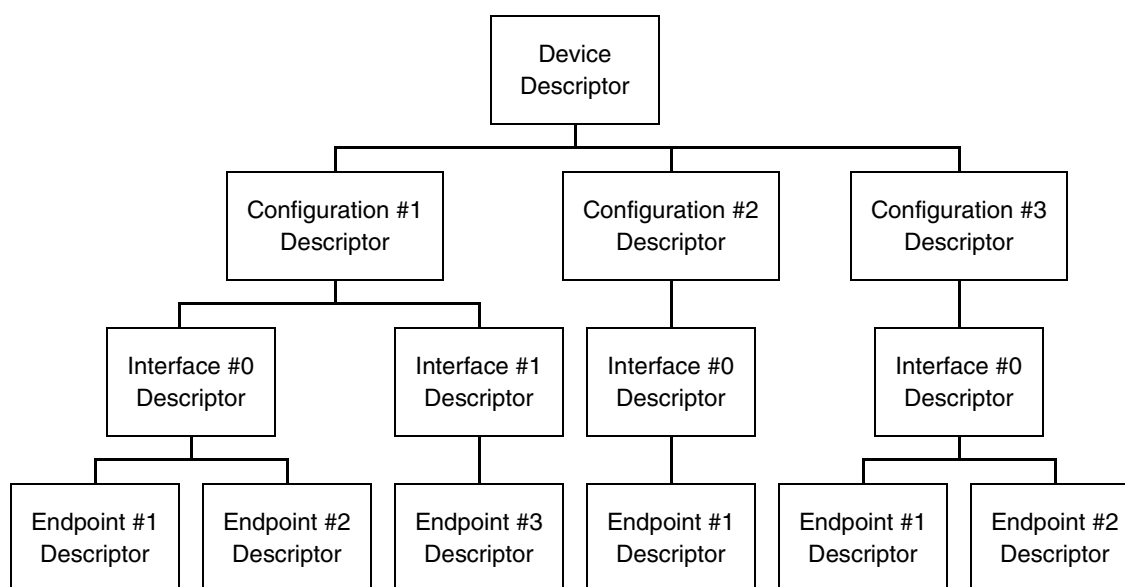 Device
Descriptor
Configuration #1
Descriptor
Configuration #2
Descriptor
Configuration #3
Descriptor
Interface #0
Descriptor
Interface #1
Descriptor
Interface #0
Descriptor
Interface #0
Descriptor
Endpoint #1
Descriptor
Endpoint #2
Descriptor
Endpoint #3
Descriptor
Endpoint #1
Descriptor
Endpoint #1
Descriptor
Endpoint #2
Descriptor